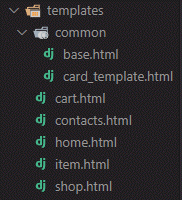 templates
common
dj base.html
dj card_template.html
dj cart.html
dj contacts.html
dj home.html
dj item.html
dj shop.html